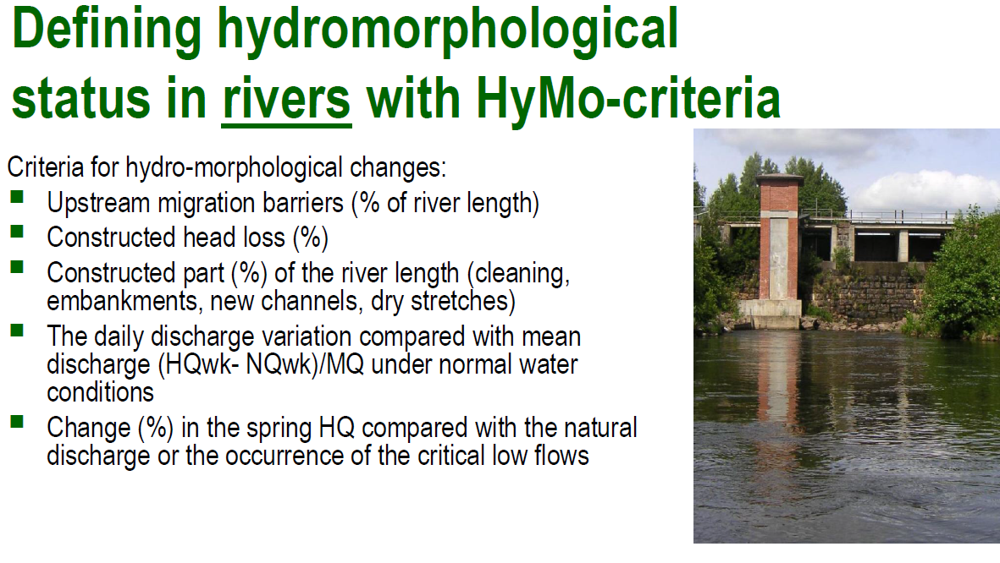 Defining hydromorphological
status in rivers with HyMo-criteria
Criteria for hydro-morphological changes:
Upstream migration barriers (% of river length)
Constructed head loss (%)
Constructed part (%) of the river length (cleaning,
embankments, new channels, dry stretches)
The daily discharge variation compared with mean
discharge (HQwk- NQwk)/MQ under normal water
conditions
Change (%) in the spring HQ compared with the natural
discharge or the occurrence of the critical low flows